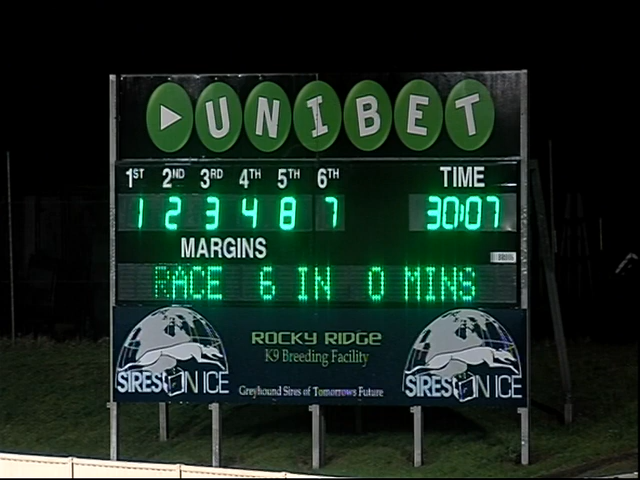 UNIBET
1ST 2ND 3RD 4TH 5TH 6TH TIME
1 2 3 4 8 7 30:07
MARGINS
RACE 6 IN 0 MINS
ROCKY RIDGE
K9 Breeding Facility
SIRES ON ICE
Greyhound Sires of Tomorrows Future
SIRES ON ICE